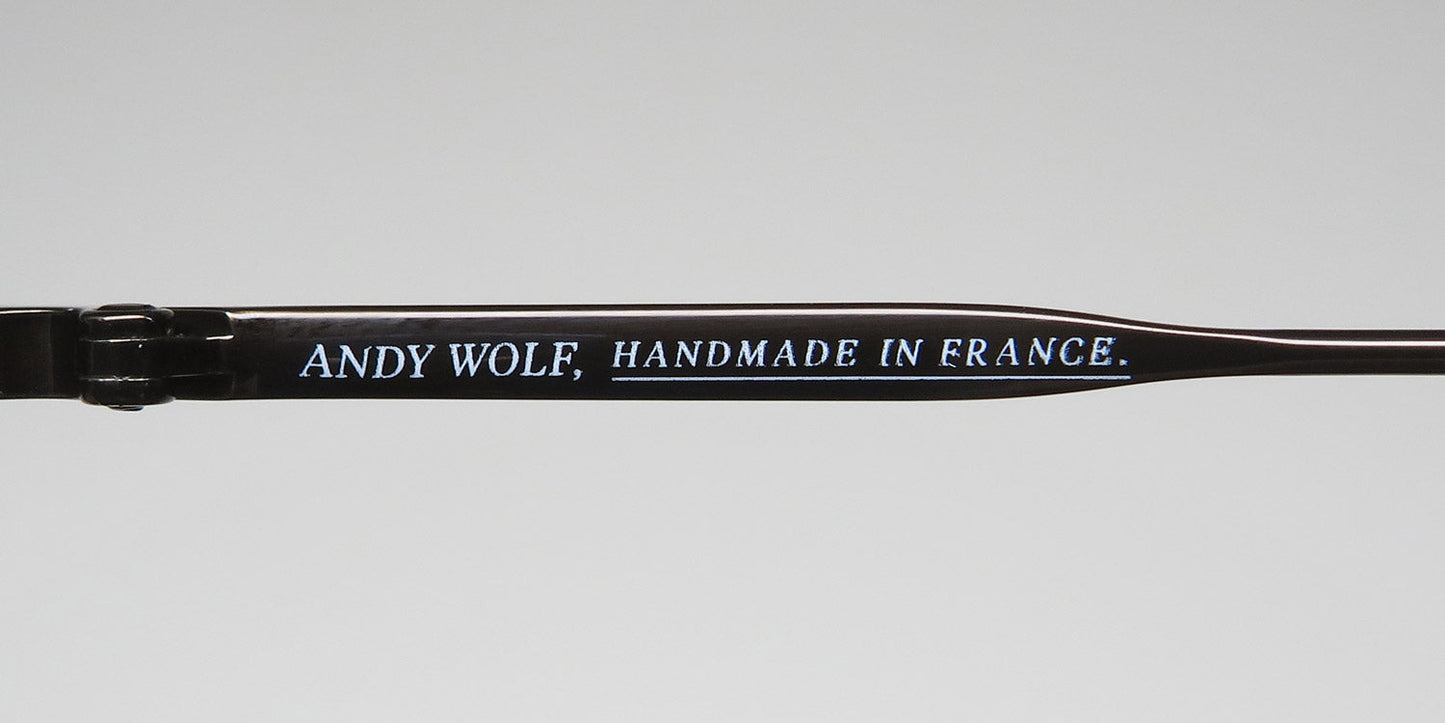 ANDY WOLF, HANDMADE IN FRANCE.